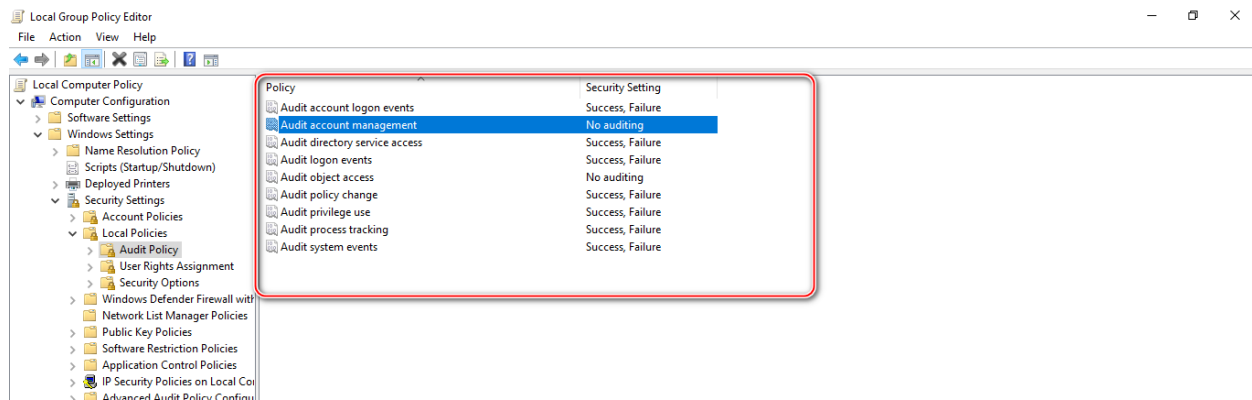 Local Group Policy Editor
File Action View Help
Local Computer Policy
Computer Configuration
Software Settings
Windows Settings
Name Resolution Policy
Scripts (Startup/Shutdown)
Deployed Printers
Security Settings
Account Policies
Local Policies
Audit Policy
User Rights Assignment
Security Options
Windows Defender Firewall with
Network List Manager Policies
Public Key Policies
Software Restriction Policies
Application Control Policies
IP Security Policies on Local Co
Advanced Audit Policy Configu
Policy Security Setting
Audit account logon events Success, Failure
Audit account management No auditing
Audit directory service access Success, Failure
Audit logon events Success, Failure
Audit object access No auditing
Audit policy change Success, Failure
Audit privilege use Success, Failure
Audit process tracking Success, Failure
Audit system events Success, Failure